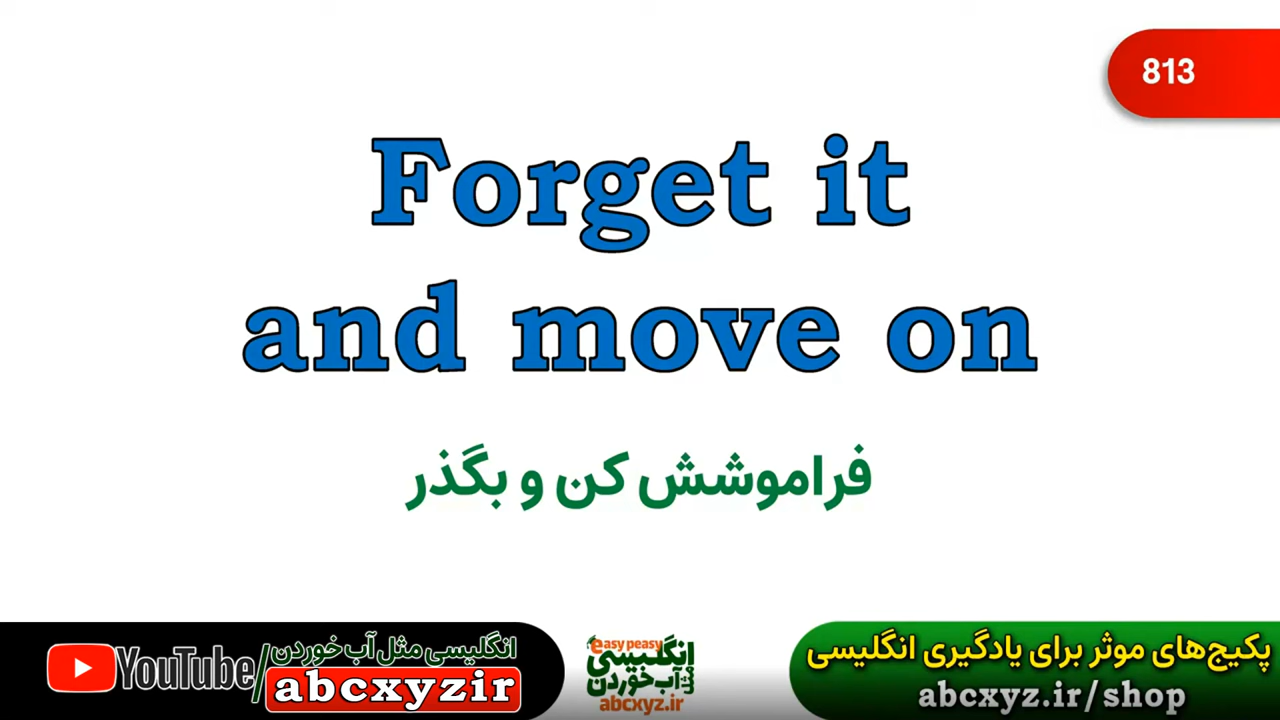 813
Forget it
and move on
فراموشش کن و بگذر
YouTube/
انگلیسی مثل آب خوردن
abcxyzir
easy peasy
انگلیسی
مثل آب خوردن
abcxyz.ir
پکیج‌های موثر برای یادگیری انگلیسی
abcxyz.ir/shop